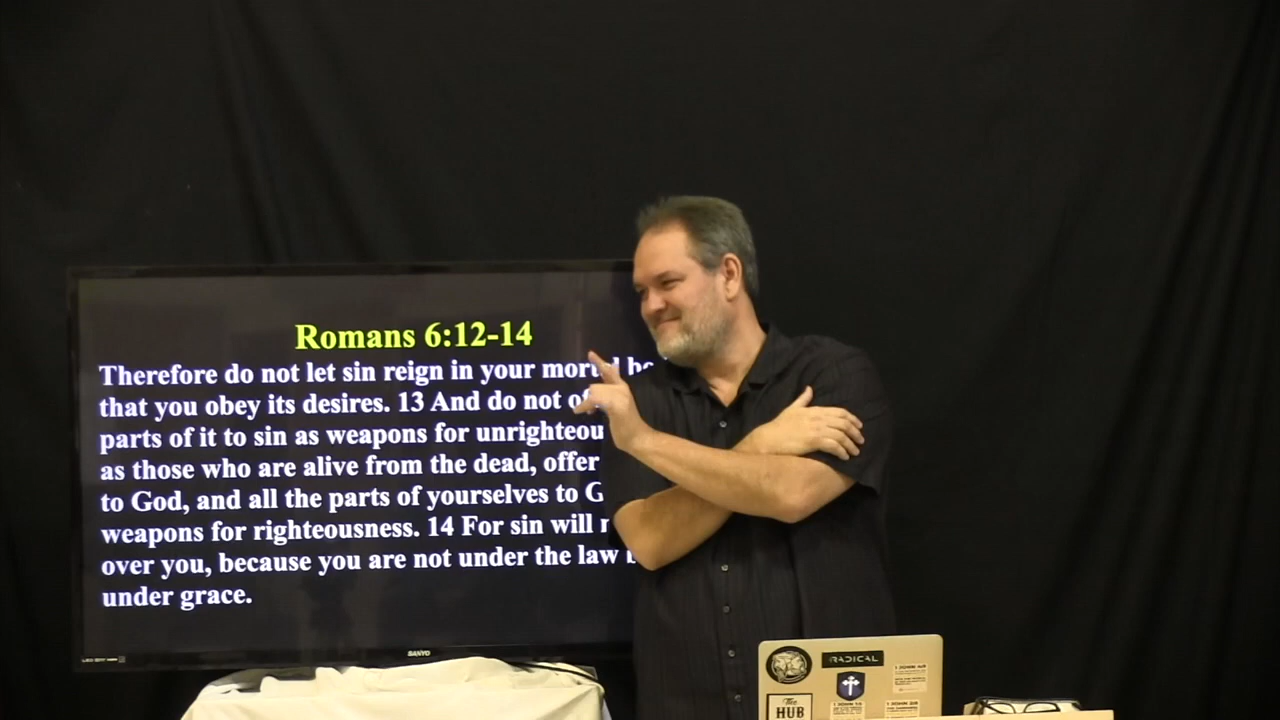 Romans 6:12-14
Therefore do not let sin reign in your
that you obey its desires. 13 And do not
parts of it to sin as weapons for
as those who are alive from the dead, offer
to God, and all the parts of yourselves to
weapons for righteousness. 14 For sin will
over you, because you are not under the law
under grace.
SANYO
RADICAL
The
HUB